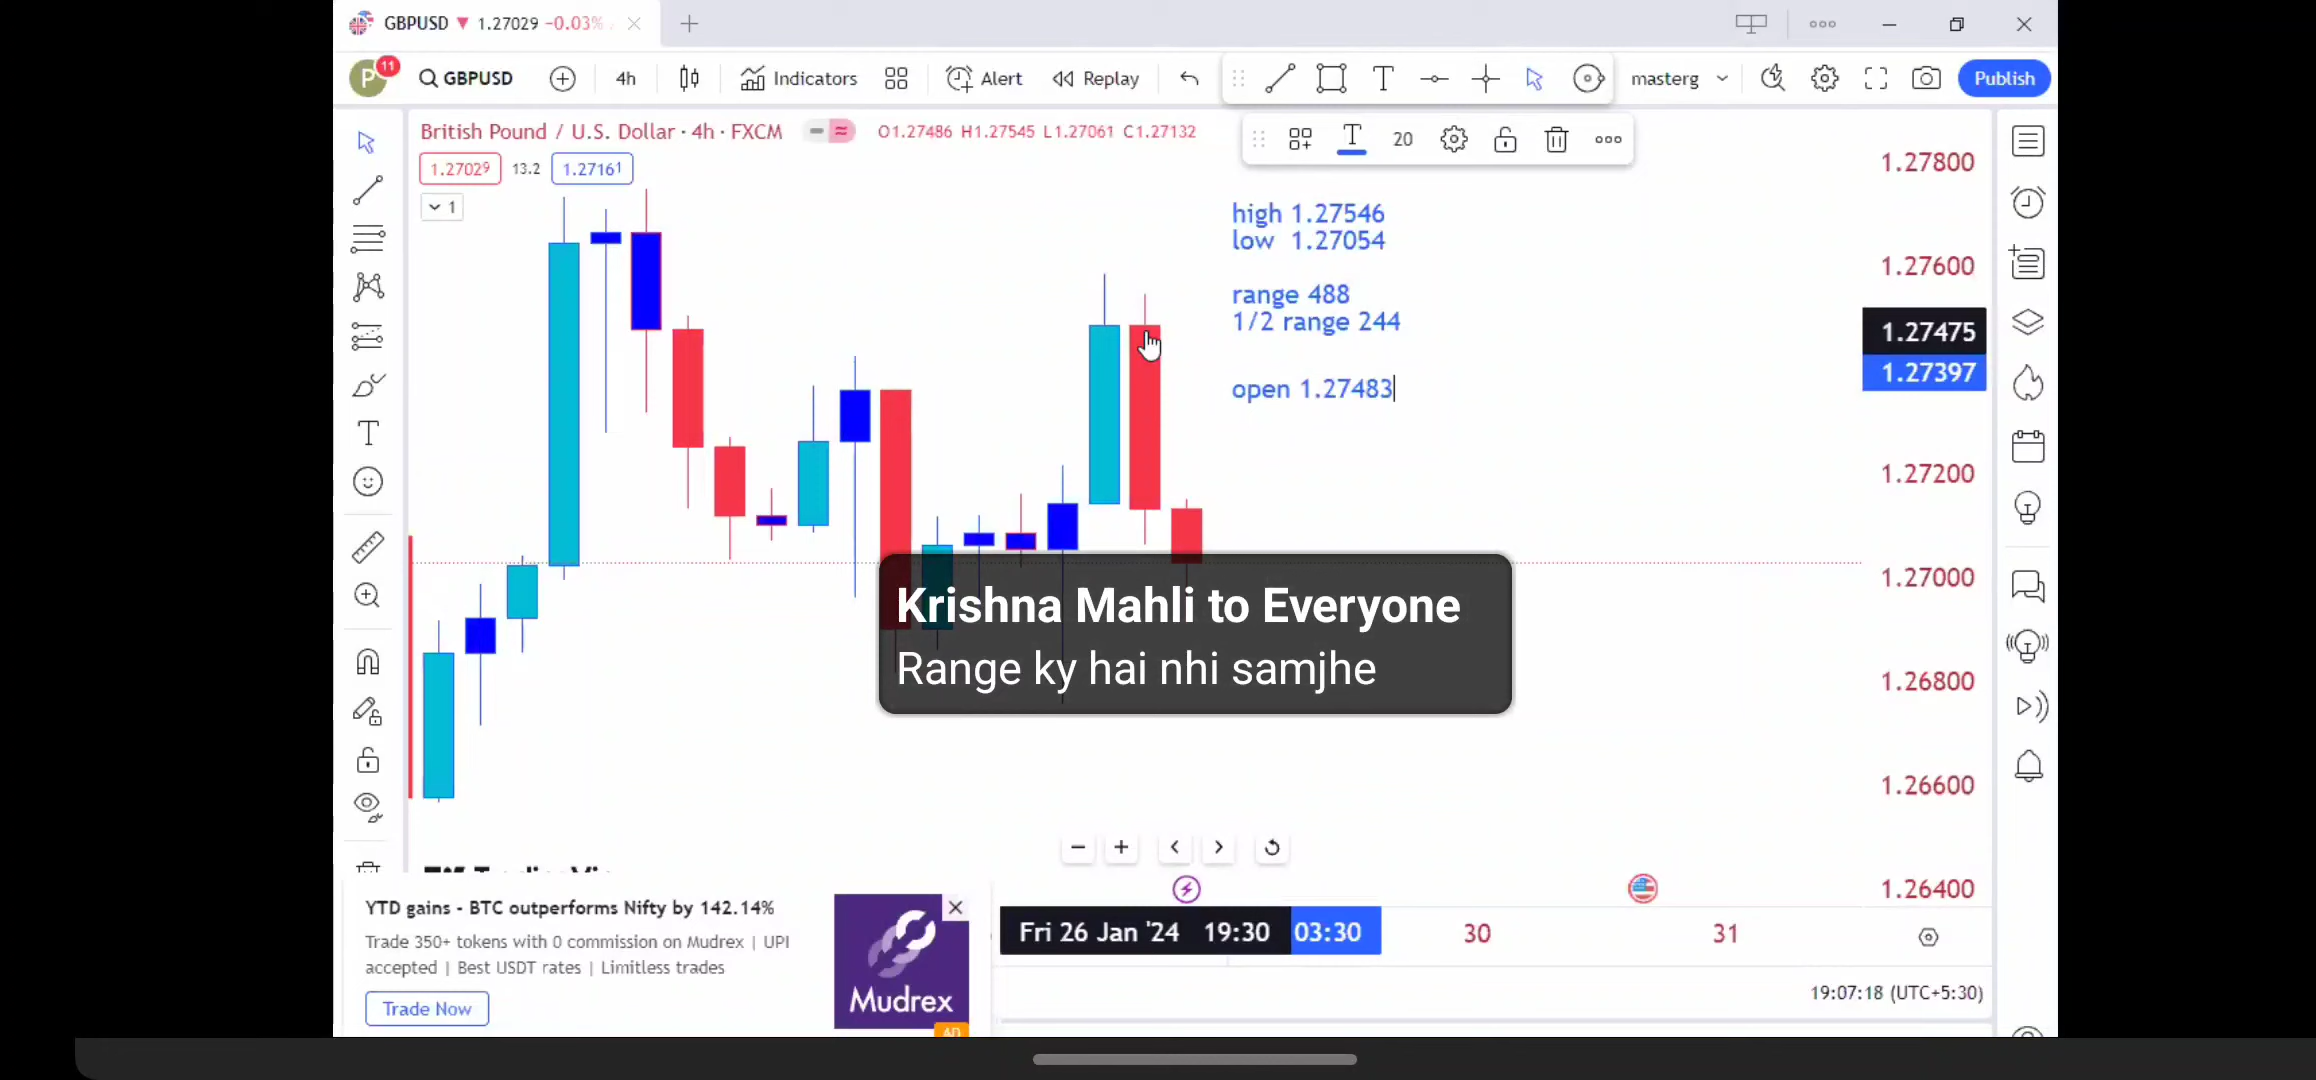 GBPUSD 1.27029 -0.03%
P 11 GBPUSD 4h Indicators Alert Replay masterg Publish
British Pound / U.S. Dollar · 4h · FXCM O1.27486 H1.27545 L1.27061 C1.27132
20
1.27029 13.2 1.27161
1
high 1.27546
low 1.27054
range 488
1/2 range 244
open 1.27483
1.27800
1.27600
1.27475
1.27397
1.27200
1.27000
1.26800
1.26600
1.26400
Krishna Mahli to Everyone
Range ky hai nhi samjhe
YTD gains - BTC outperforms Nifty by 142.14%
Trade 350+ tokens with 0 commission on Mudrex | UPI
accepted | Best USDT rates | Limitless trades
Trade Now
Mudrex
AD
Fri 26 Jan '24 19:30 03:30 30 31
19:07:18 (UTC+5:30)